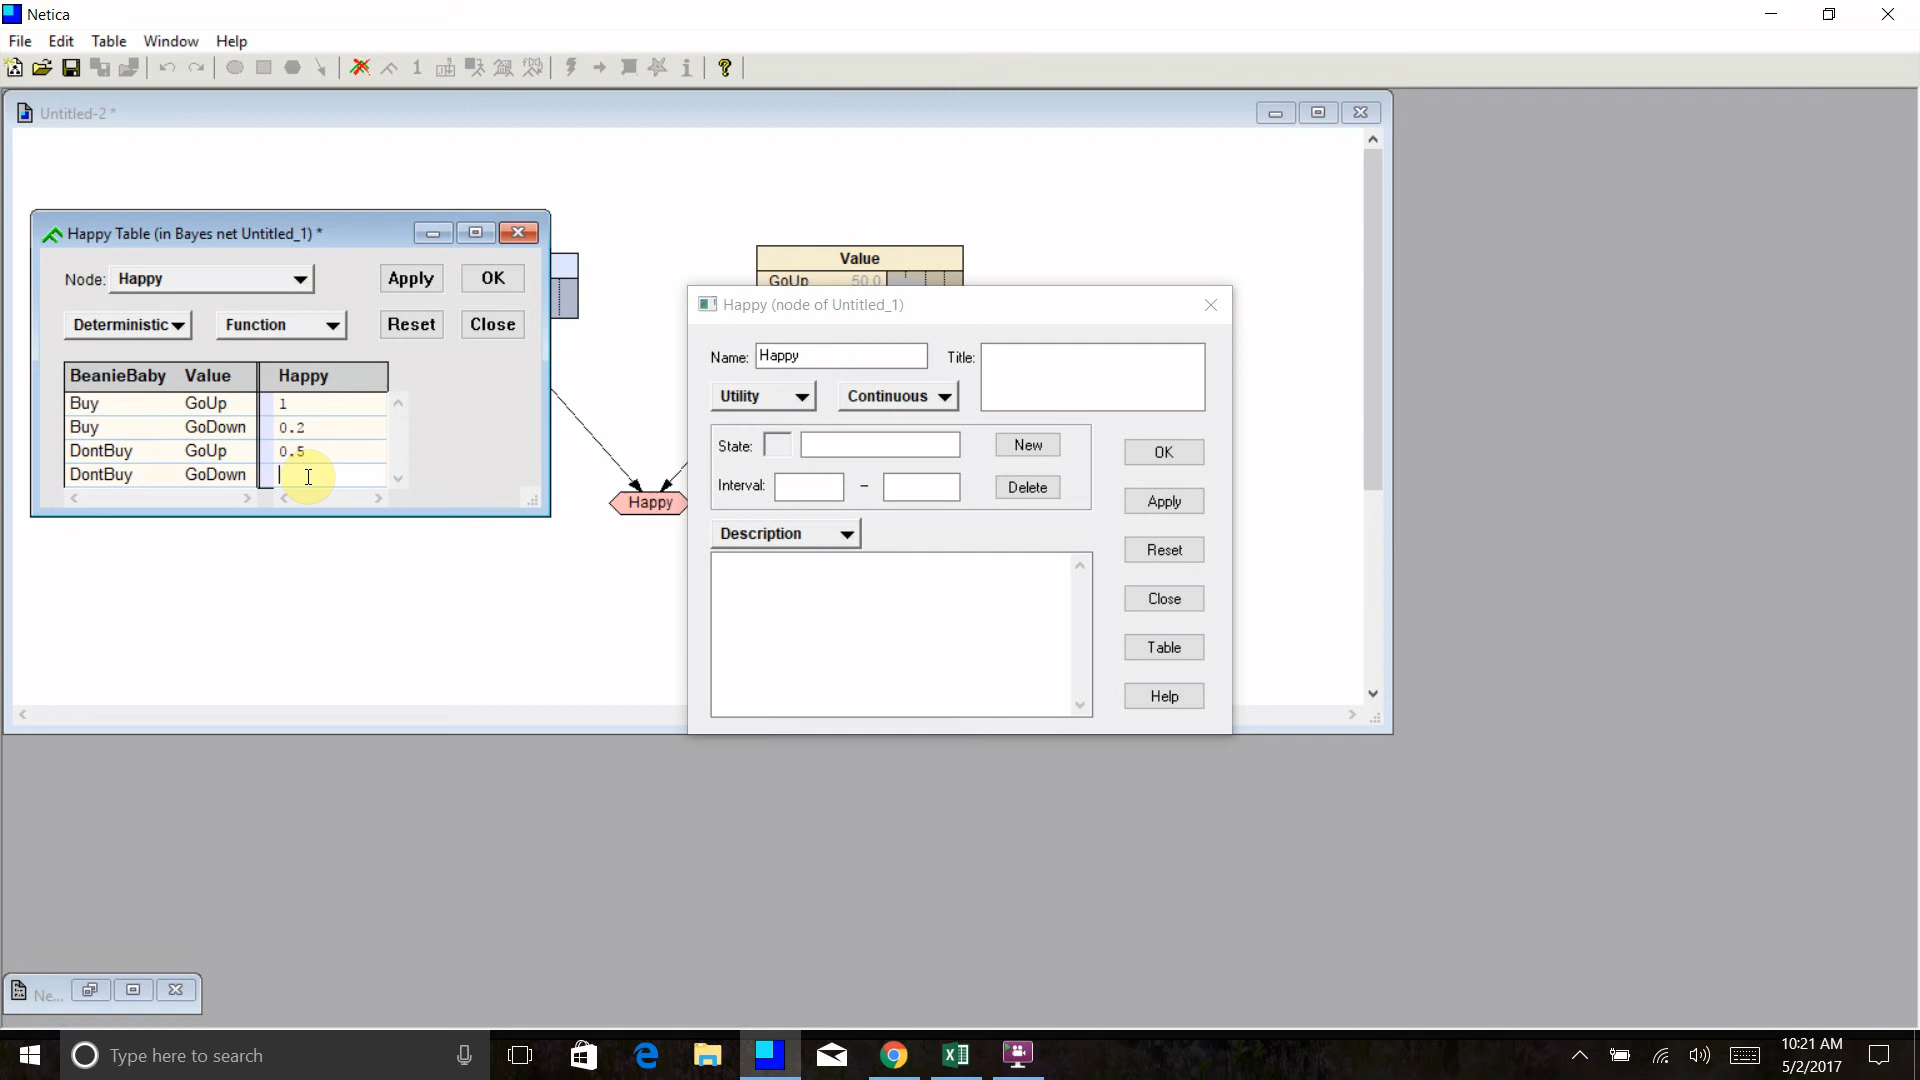 Netica
File Edit Table Window Help
Untitled-2 *
Happy Table (in Bayes net Untitled_1) *
Node: Happy
Apply OK
Deterministic Function
Reset Close
BeanieBaby Value Happy
Buy GoUp 1
Buy GoDown 0.2
DontBuy GoUp 0.5
DontBuy GoDown
Value
GoUp 50.0
Happy
Happy (node of Untitled_1)
Name: Happy
Title:
Utility Continuous
State:
New
Interval: –
Delete
Description
OK
Apply
Reset
Close
Table
Help
Ne...
Type here to search
10:21 AM
5/2/2017